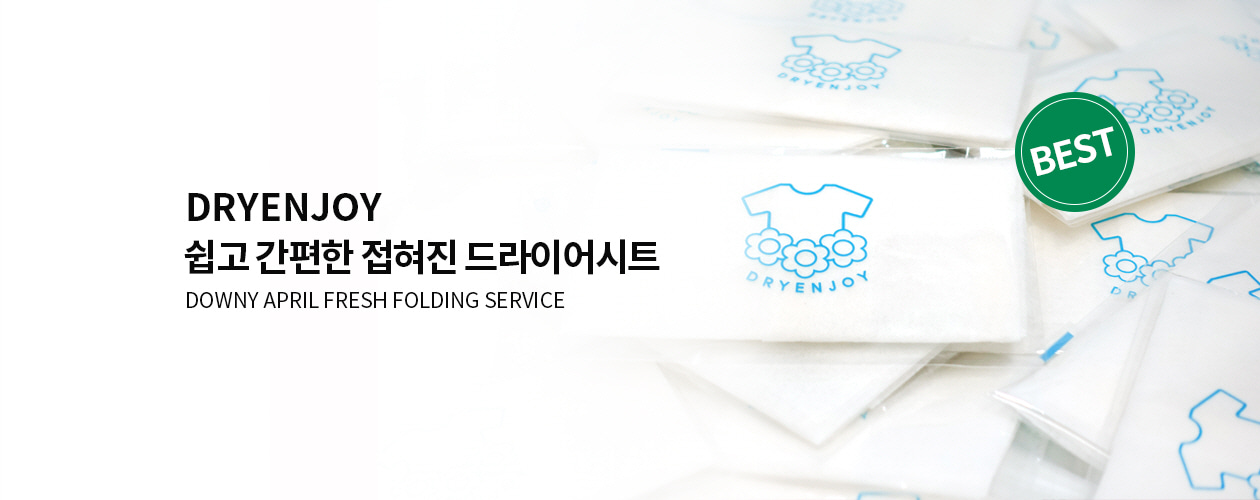 DRYENJOY
DRYENJOY
BEST
DRYENJOY
쉽고 간편한 접혀진 드라이어시트
DOWNY APRIL FRESH FOLDING SERVICE
DRYENJOY